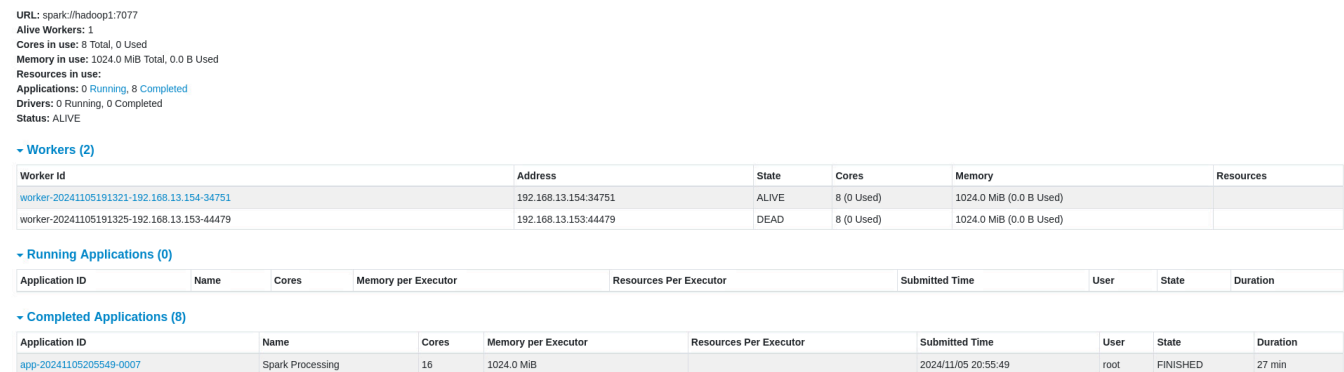 URL: spark://hadoop1:7077
Alive Workers: 1
Cores in use: 8 Total, 0 Used
Memory in use: 1024.0 MiB Total, 0.0 B Used
Resources in use:
Applications: 0 Running, 8 Completed
Drivers: 0 Running, 0 Completed
Status: ALIVE
Workers (2)
Worker Id Address State Cores Memory Resources
worker-20241105191321-192.168.13.154-34751 192.168.13.154:34751 ALIVE 8 (0 Used) 1024.0 MiB (0.0 B Used)
worker-20241105191325-192.168.13.153-44479 192.168.13.153:44479 DEAD 8 (0 Used) 1024.0 MiB (0.0 B Used)
Running Applications (0)
Application ID Name Cores Memory per Executor Resources Per Executor Submitted Time User State Duration
Completed Applications (8)
Application ID Name Cores Memory per Executor Resources Per Executor Submitted Time User State Duration
app-20241105205549-0007 Spark Processing 16 1024.0 MiB 2024/11/05 20:55:49 root FINISHED 27 min